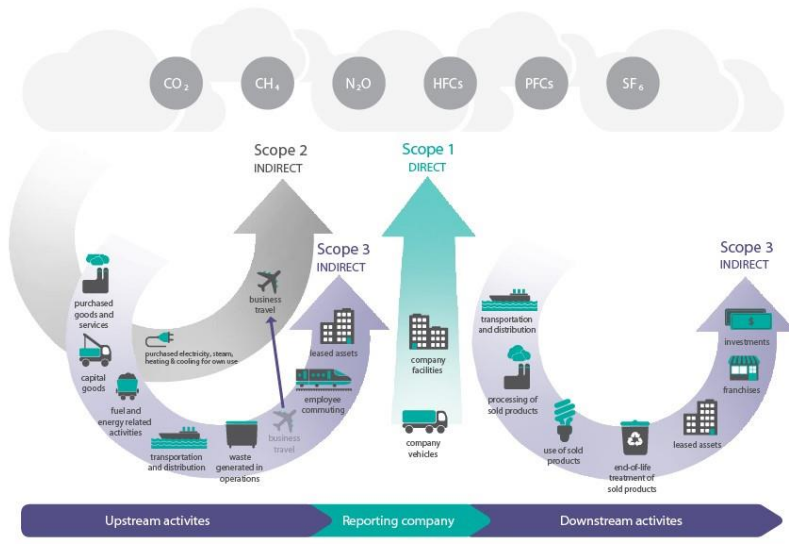 CO₂
CH₄
N₂O
HFCs
PFCs
SF₆
Scope 2
INDIRECT
Scope 1
DIRECT
Scope 3
INDIRECT
Scope 3
INDIRECT
purchased
goods and
services
capital
goods
fuel and
energy related
activities
transportation
and distribution
waste
generated in
operations
business
travel
employee
commuting
leased assets
purchased electricity, steam,
heating & cooling for own use
business
travel
company
facilities
company
vehicles
transportation
and distribution
processing of
sold products
use of sold
products
end-of-life
treatment of
sold products
leased assets
franchises
investments
$
Upstream activites
Reporting company
Downstream activites